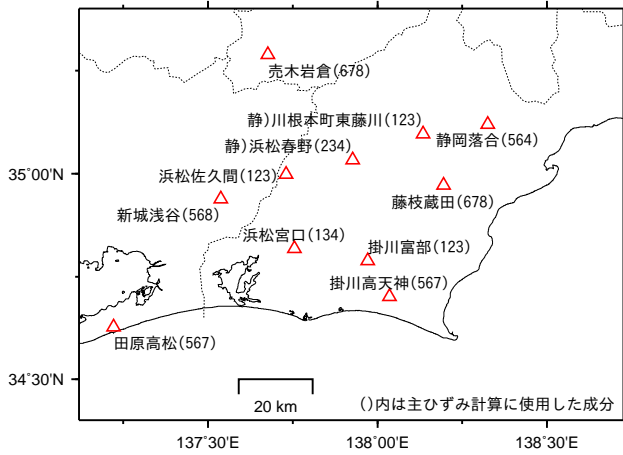 売木岩倉(678)
静)川根本町東藤川(123)
静岡落合(564)
静)浜松春野(234)
浜松佐久間(123)
35°00'N
藤枝蔵田(678)
新城浅谷(568)
浜松宮口(134)
掛川富部(123)
掛川高天神(567)
田原高松(567)
34°30'N
20 km
()内は主ひずみ計算に使用した成分
137°30'E
138°00'E
138°30'E